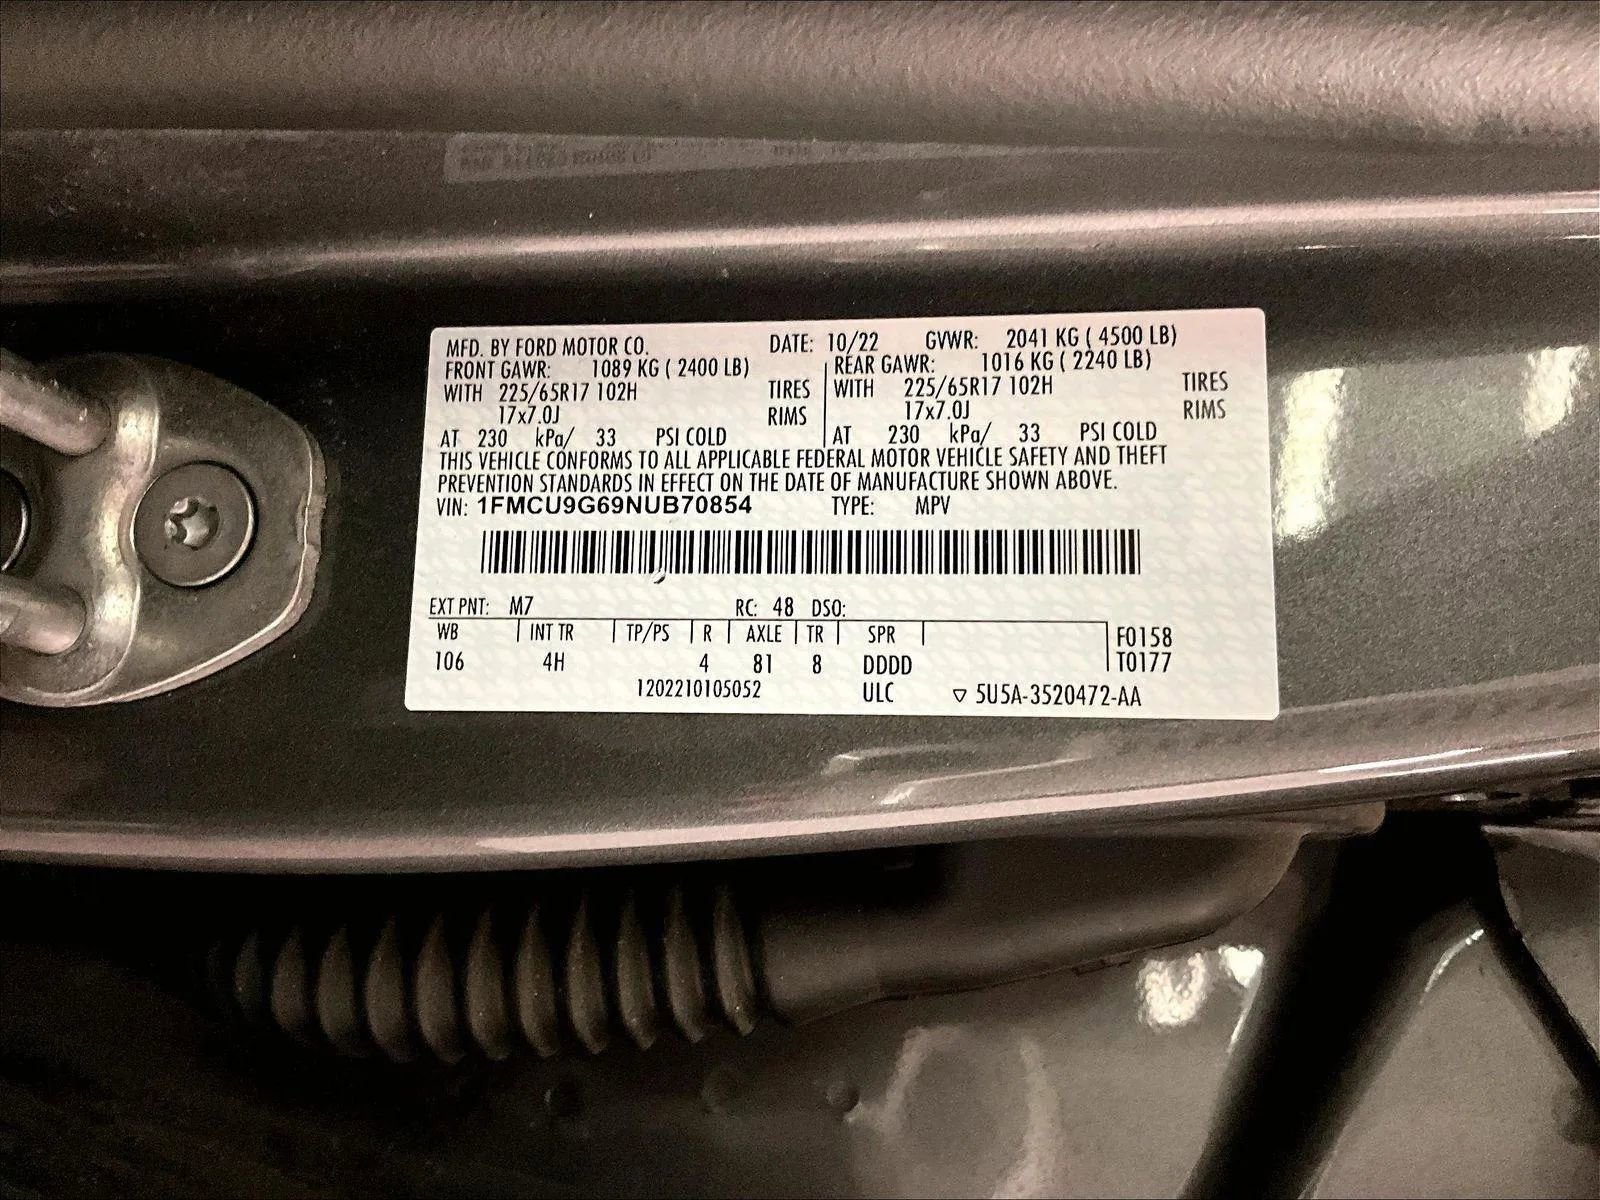 MFD. BY FORD MOTOR CO. DATE: 10/22 GVWR: 2041 KG ( 4500 LB)
FRONT GAWR: 1089 KG ( 2400 LB) REAR GAWR: 1016 KG ( 2240 LB)
WITH 225/65R17 102H TIRES WITH 225/65R17 102H TIRES
17x7.0J RIMS 17x7.0J RIMS
AT 230 kPa/ 33 PSI COLD AT 230 kPa/ 33 PSI COLD
THIS VEHICLE CONFORMS TO ALL APPLICABLE FEDERAL MOTOR VEHICLE SAFETY AND THEFT
PREVENTION STANDARDS IN EFFECT ON THE DATE OF MANUFACTURE SHOWN ABOVE.
VIN: 1FMCU9G69NUB70854 TYPE: MPV
EXT PNT: M7 RC: 48 DSO:
WB INT TR TP/PS R AXLE TR SPR F0158
106 4H 4 81 8 DDDD T0177
1202210105052 ULC ▽ 5U5A-3520472-AA